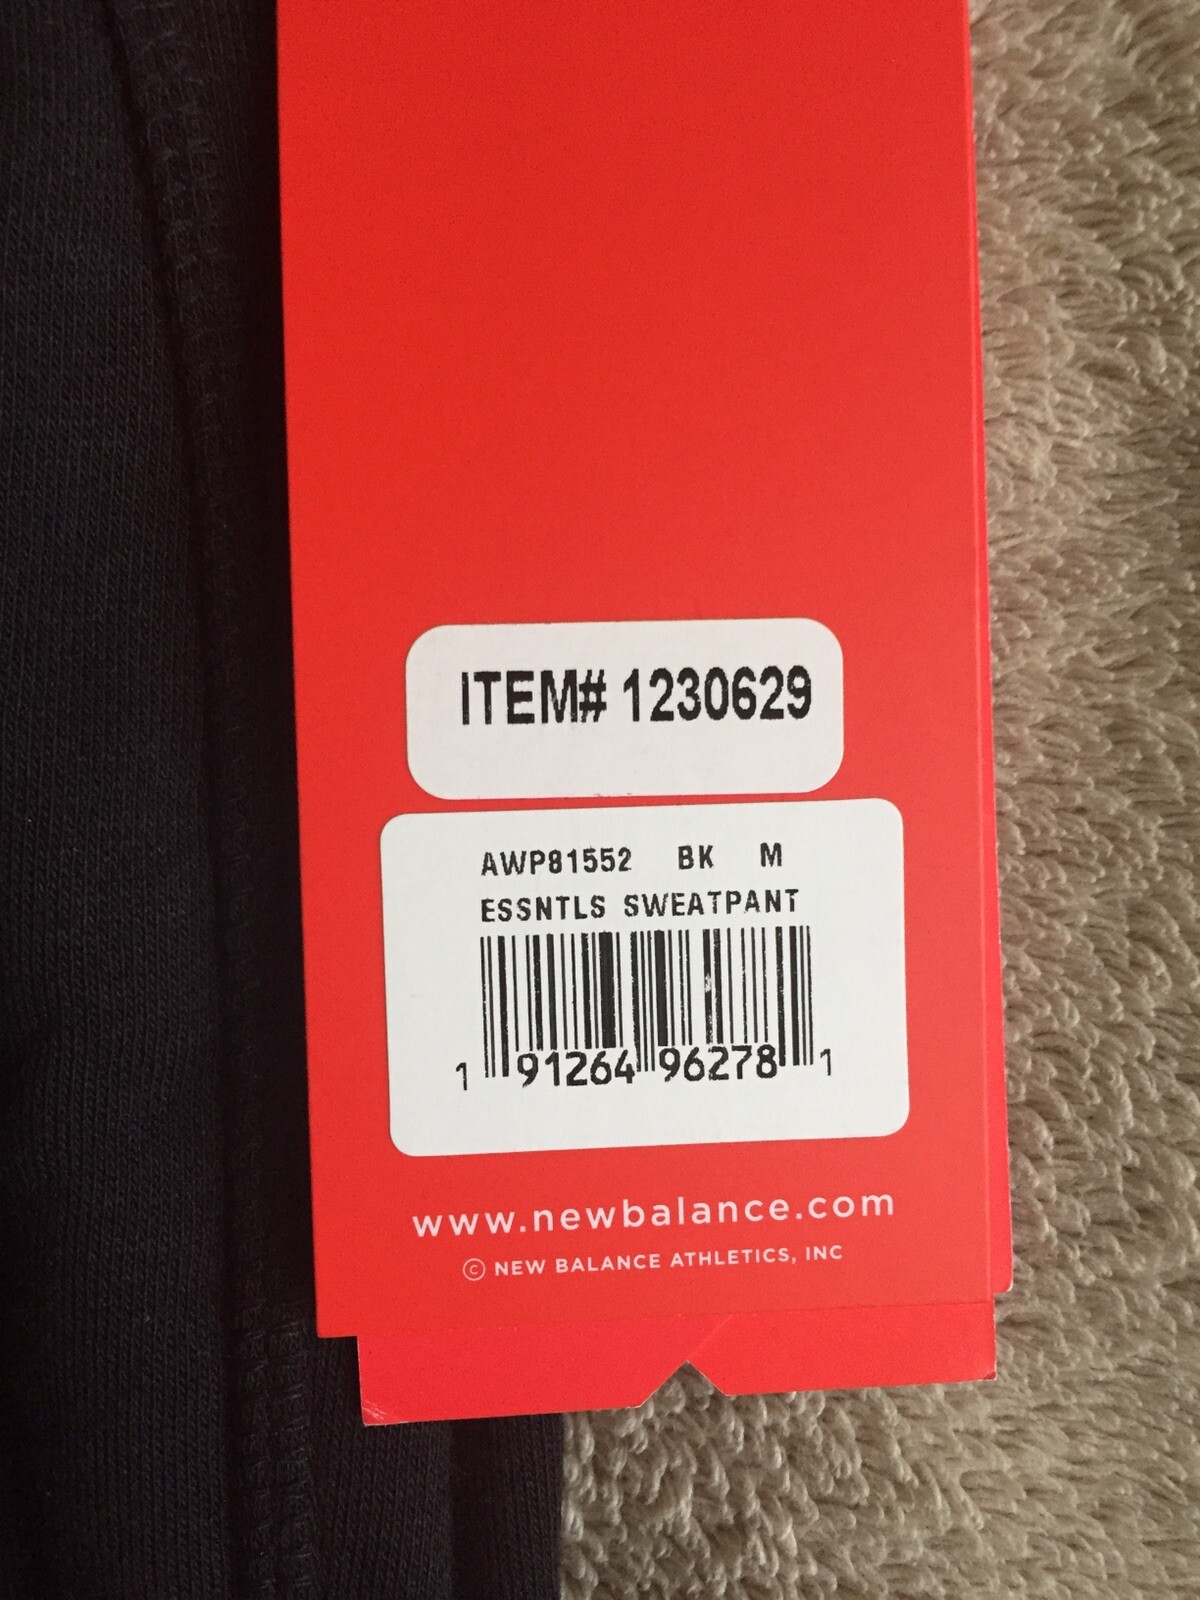 ITEM# 1230629
AWP81552 BK M
ESSNTLS SWEATPANT
1 91264 96278 1
www.newbalance.com
© NEW BALANCE ATHLETICS, INC